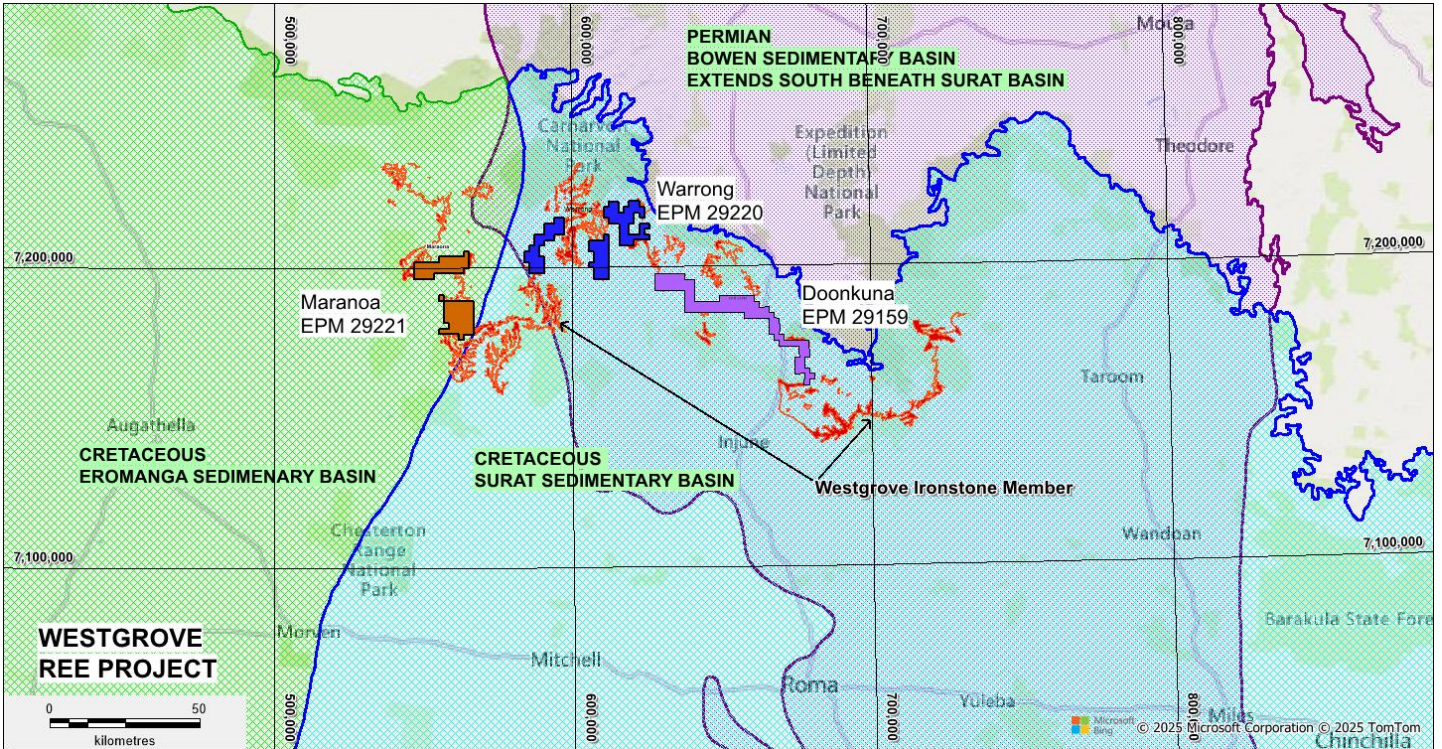 500,000
600,000
700,000
800,000
Moura
PERMIAN
BOWEN SEDIMENTARY BASIN
EXTENDS SOUTH BENEATH SURAT BASIN
Carnarvon
National
Park
Expedition
(Limited
Depth)
National
Park
Theodore
Warrong
EPM 29220
7,200,000
7,200,000
Maranoa
Maranoa
EPM 29221
Doonkuna
EPM 29159
Taroom
Augathella
Injune
CRETACEOUS
EROMANGA SEDIMENARY BASIN
CRETACEOUS
SURAT SEDIMENTARY BASIN
Westgrove Ironstone Member
Chesterton
Range
National
Park
Wandoan
7,100,000
7,100,000
Barakula State Fore
WESTGROVE
REE PROJECT
Morven
Mitchell
Roma
Yuleba
Miles
Chinchilla
0 50
kilometres
500,000
600,000
700,000
Microsoft
Bing
© 2025 Microsoft Corporation © 2025 TomTom